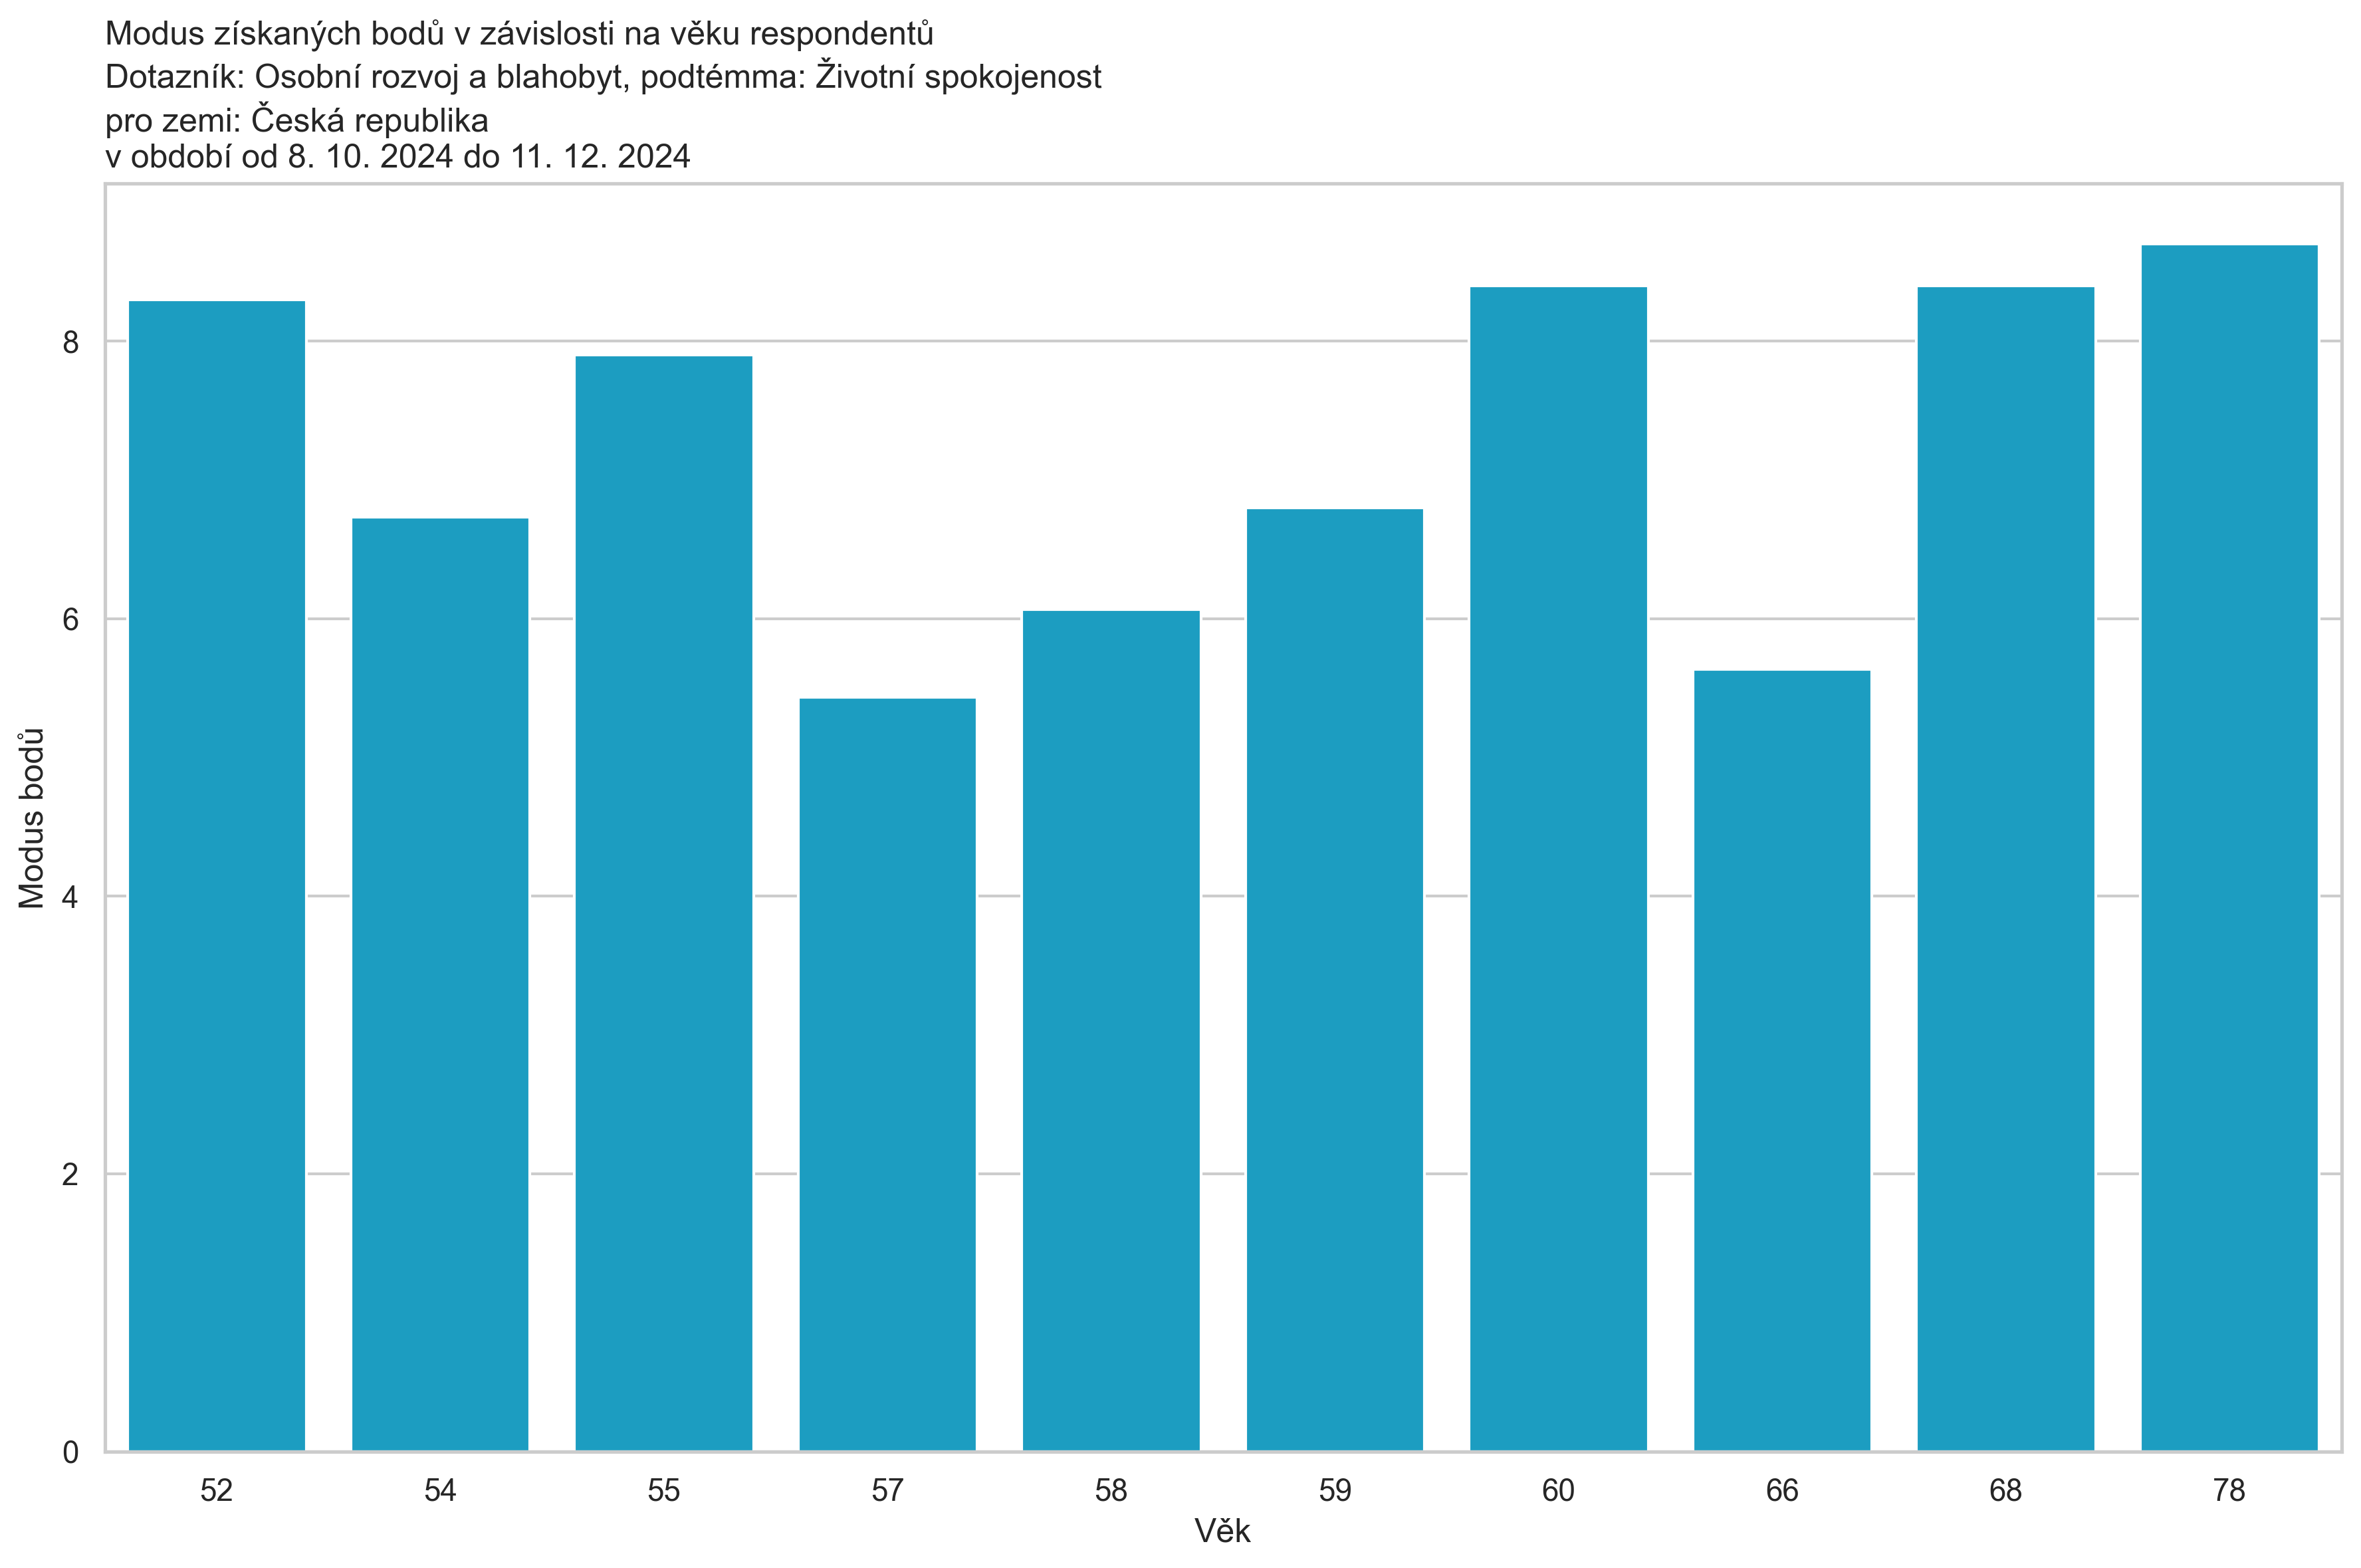 Modus získaných bodů v závislosti na věku respondentů
Dotazník: Osobní rozvoj a blahobyt, podtémma: Životní spokojenost
pro zemi: Česká republika
v období od 8. 10. 2024 do 11. 12. 2024
8
6
4
2
0
Modus bodů
52 54 55 57 58 59 60 66 68 78
Věk